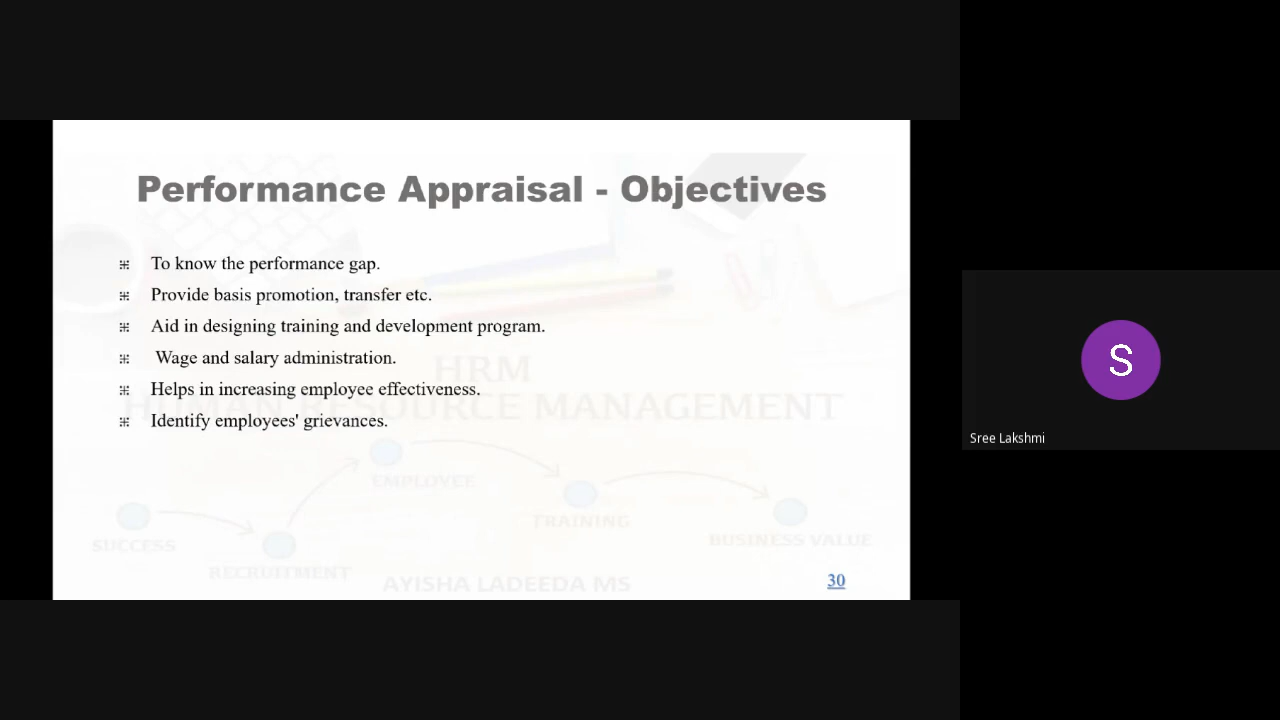 Performance Appraisal - Objectives
To know the performance gap.
Provide basis promotion, transfer etc.
Aid in designing training and development program.
Wage and salary administration.
HRM
Helps in increasing employee effectiveness.
HUMAN RESOURCE MANAGEMENT
Identify employees' grievances.
EMPLOYEE
TRAINING
SUCCESS
BUSINESS VALUE
RECRUITMENT
AYISHA LADEEDA MS
30
S
Sree Lakshmi